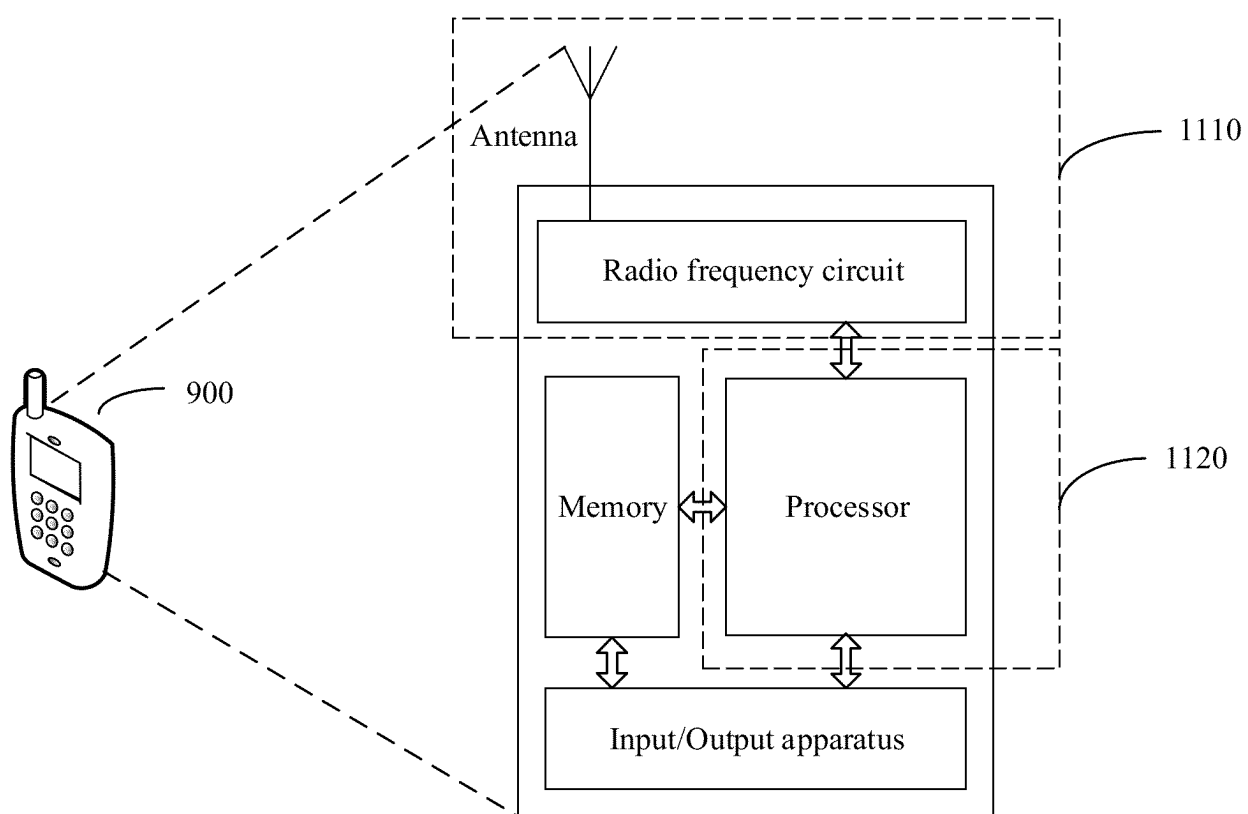 1110
Antenna
Radio frequency circuit
900
1120
Memory
Processor
Input/Output apparatus